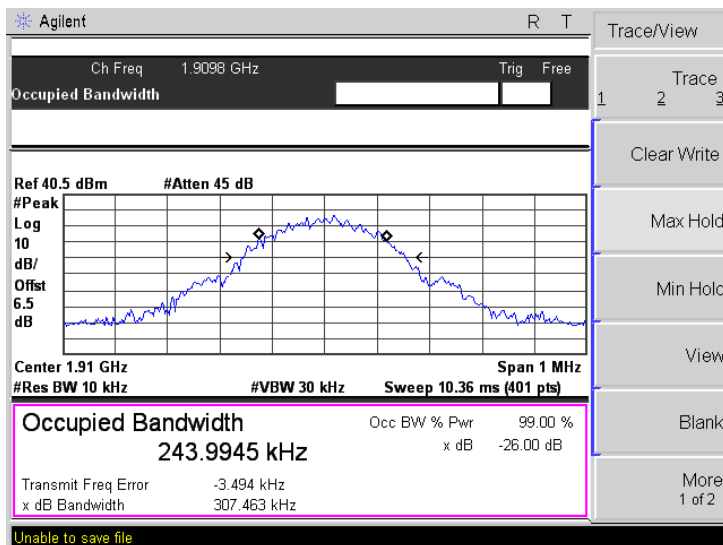 Agilent R T
Trace/View
Ch Freq 1.9098 GHz Trig Free
Occupied Bandwidth
Trace
1 2 3
Clear Write
Max Hold
Min Hold
View
Blank
More
1 of 2
Ref 40.5 dBm #Atten 45 dB
#Peak
Log
10
dB/
Offst
6.5
dB
Center 1.91 GHz Span 1 MHz
#Res BW 10 kHz #VBW 30 kHz Sweep 10.36 ms (401 pts)
Occupied Bandwidth Occ BW % Pwr 99.00 %
243.9945 kHz x dB -26.00 dB
Transmit Freq Error -3.494 kHz
x dB Bandwidth 307.463 kHz
Unable to save file